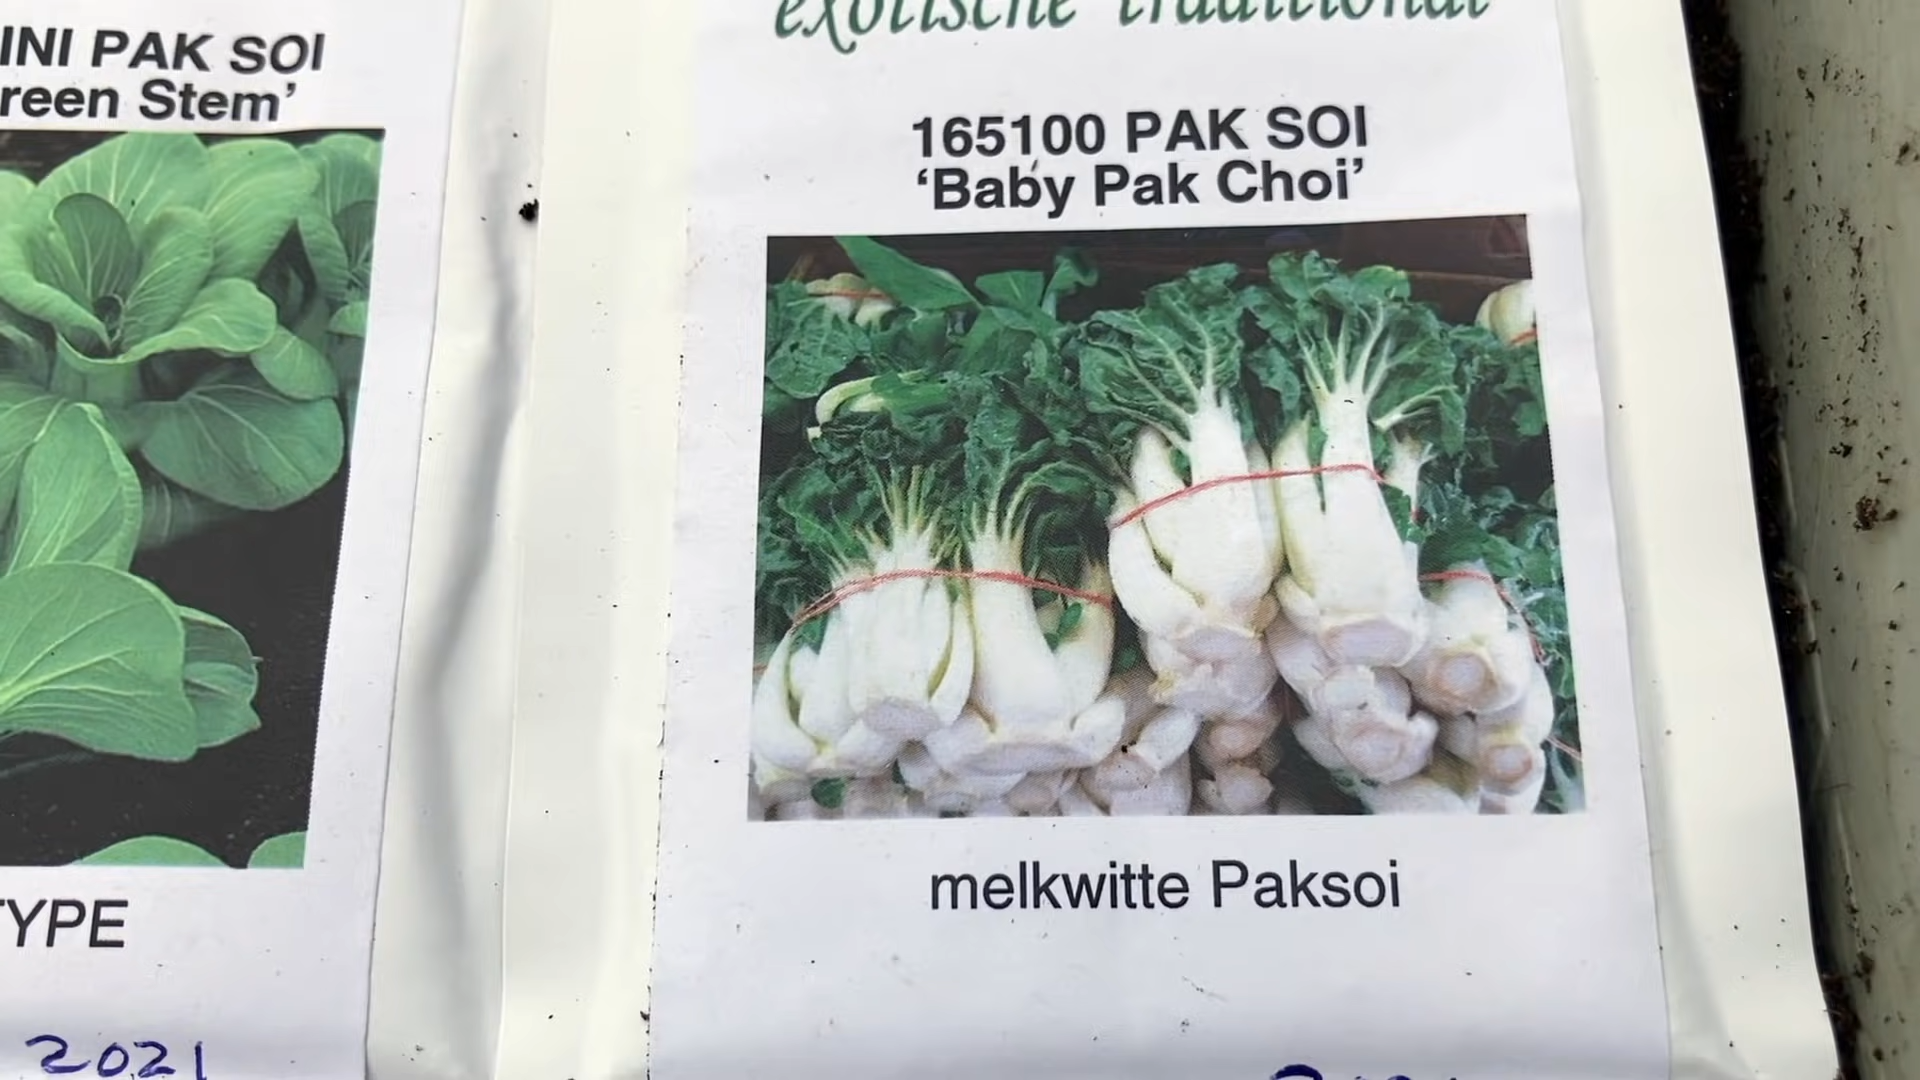 INI PAK SOI
reen Stem’
TYPE
2021
exotische traditional
165100 PAK SOI
‘Baby Pak Choi’
melkwitte Paksoi